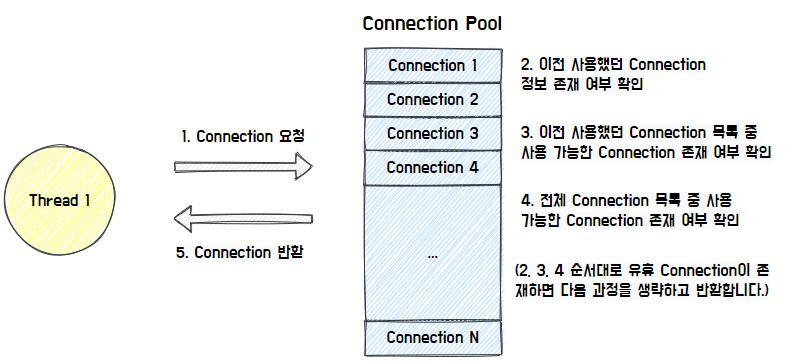 Connection Pool
Connection 1
Connection 2
Connection 3
Connection 4
...
Connection N
Thread 1
1. Connection 요청
5. Connection 반환
2. 이전 사용했던 Connection
정보 존재 여부 확인
3. 이전 사용했던 Connection 목록 중
사용 가능한 Connection 존재 여부 확인
4. 전체 Connection 목록 중 사용
가능한 Connection 존재 여부 확인
(2, 3, 4 순서대로 유휴 Connection이 존
재하면 다음 과정을 생략하고 반환합니다.)